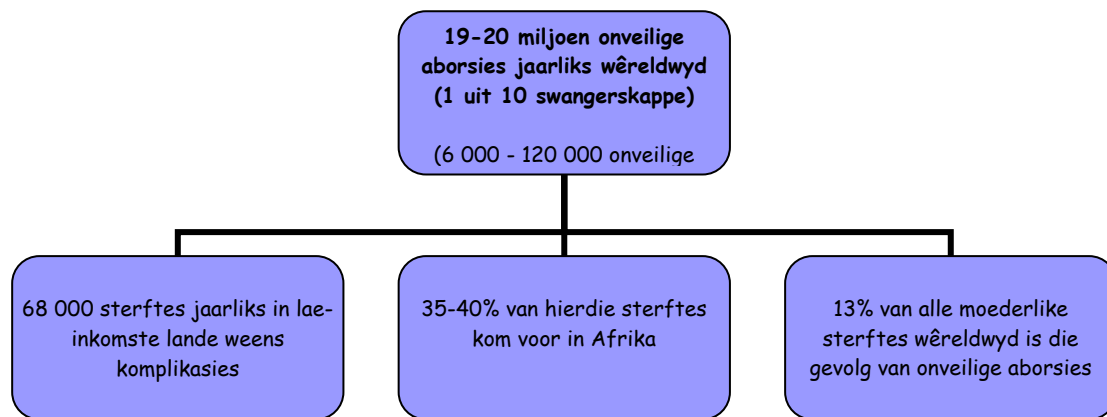 19-20 miljoen onveilige
aborsies jaarliks wêreldwyd
(1 uit 10 swangerskappe)
(6 000 - 120 000 onveilige
68 000 sterftes jaarliks in lae-
inkomste lande weens
komplikasies
35-40% van hierdie sterftes
kom voor in Afrika
13% van alle moederlike
sterftes wêreldwyd is die
gevolg van onveilige aborsies